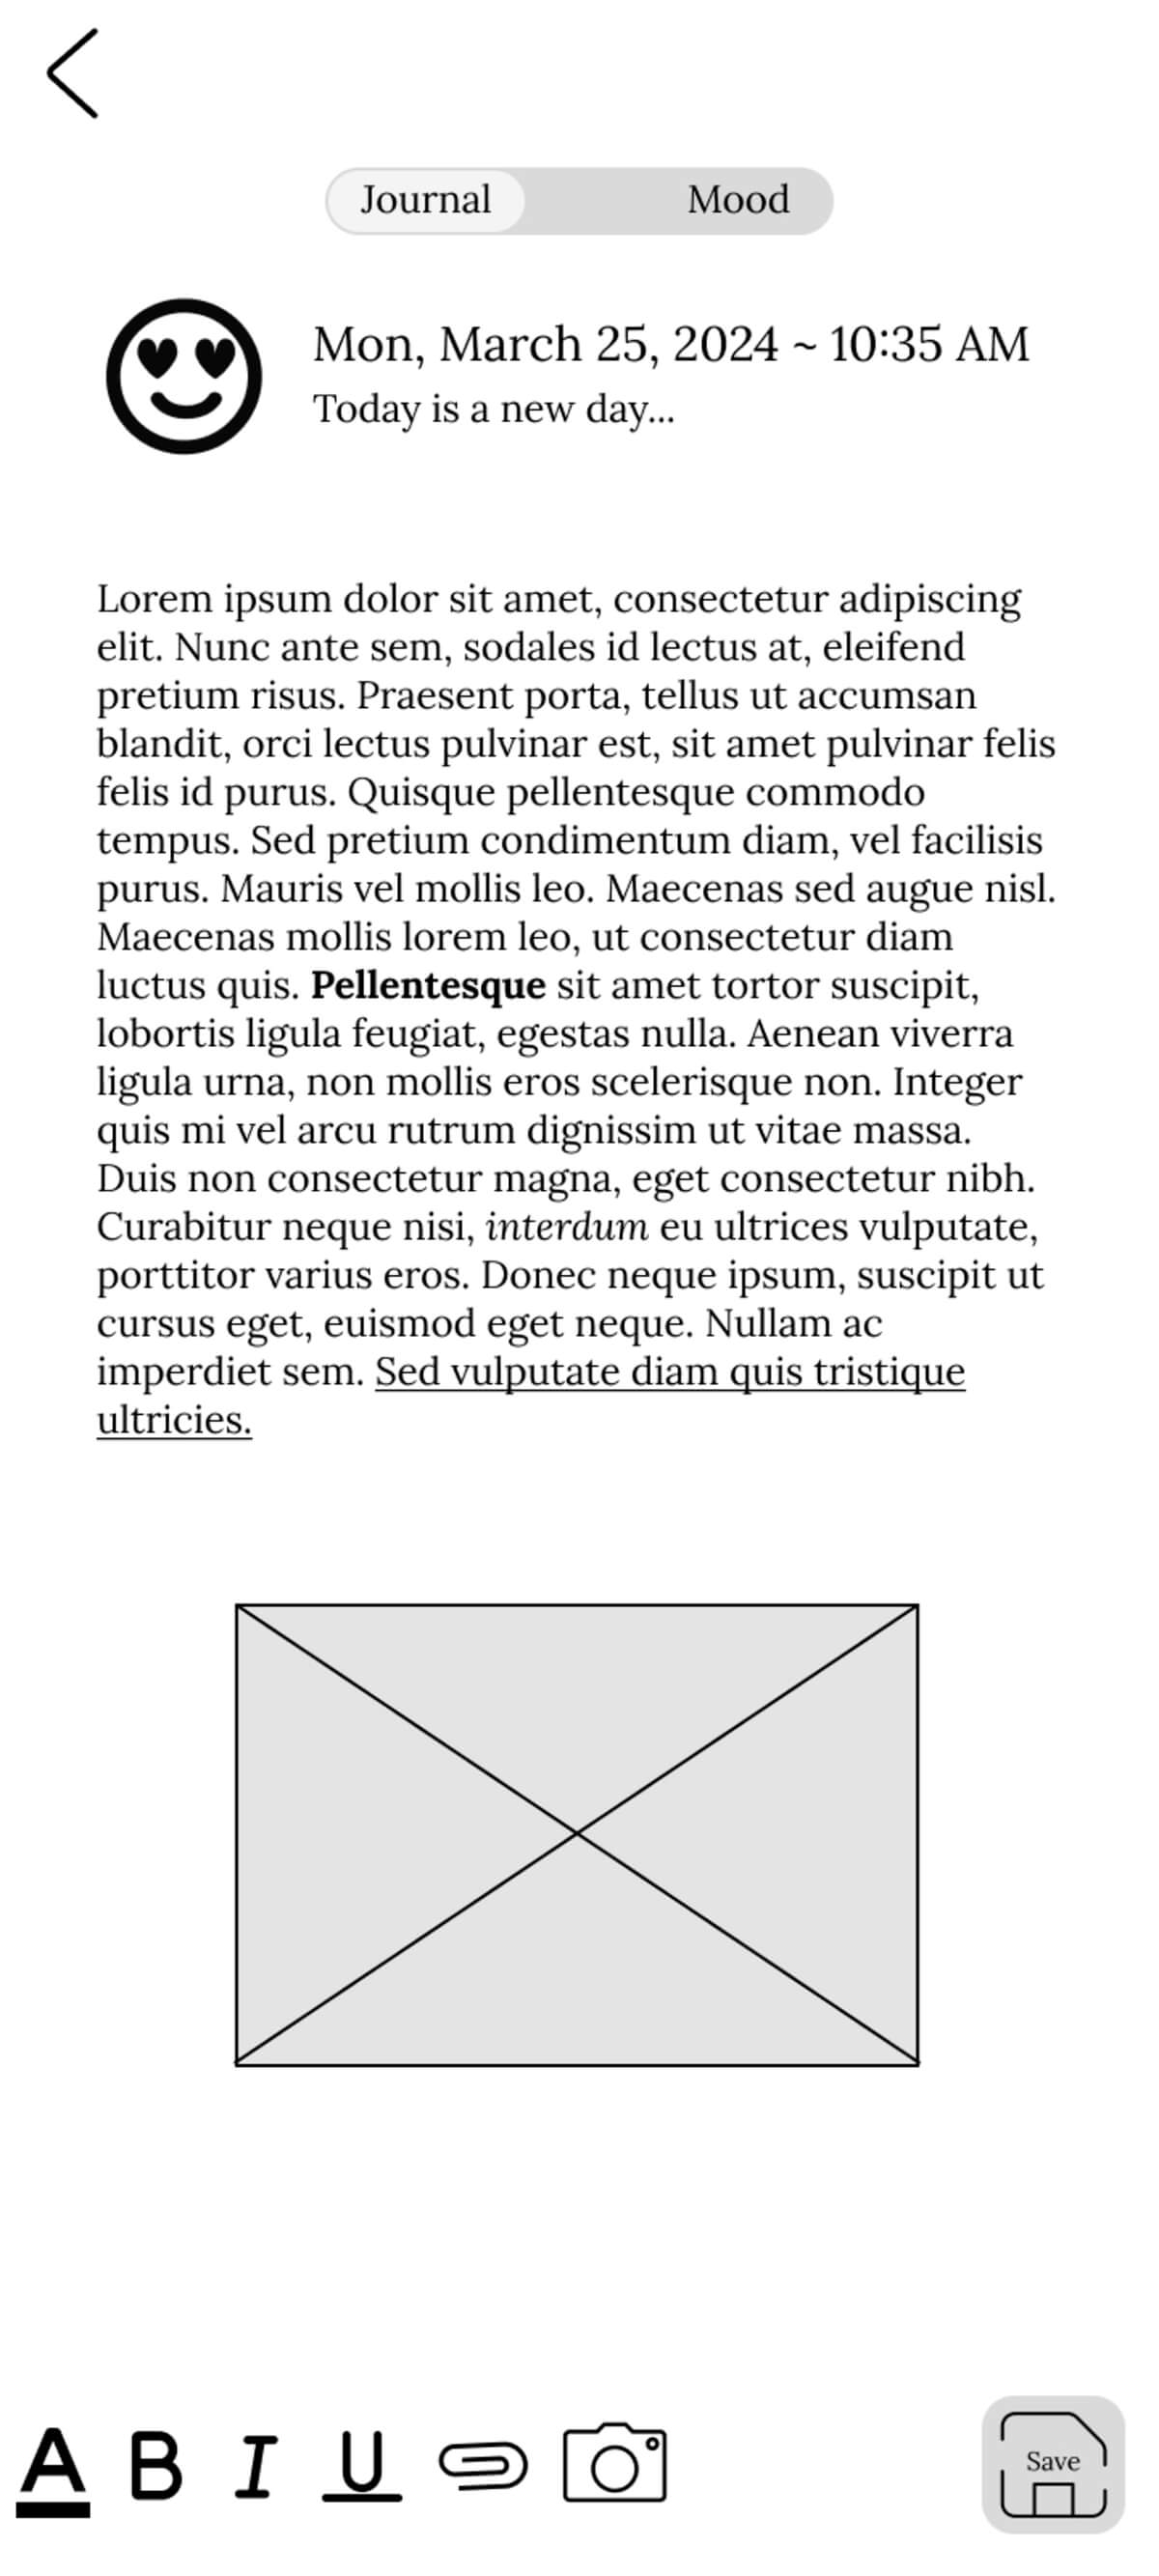 Journal Mood
Mon, March 25, 2024 ~ 10:35 AM
Today is a new day...
Lorem ipsum dolor sit amet, consectetur adipiscing
elit. Nunc ante sem, sodales id lectus at, eleifend
pretium risus. Praesent porta, tellus ut accumsan
blandit, orci lectus pulvinar est, sit amet pulvinar felis
felis id purus. Quisque pellentesque commodo
tempus. Sed pretium condimentum diam, vel facilisis
purus. Mauris vel mollis leo. Maecenas sed augue nisl.
Maecenas mollis lorem leo, ut consectetur diam
luctus quis. Pellentesque sit amet tortor suscipit,
lobortis ligula feugiat, egestas nulla. Aenean viverra
ligula urna, non mollis eros scelerisque non. Integer
quis mi vel arcu rutrum dignissim ut vitae massa.
Duis non consectetur magna, eget consectetur nibh.
Curabitur neque nisi, interdum eu ultrices vulputate,
porttitor varius eros. Donec neque ipsum, suscipit ut
cursus eget, euismod eget neque. Nullam ac
imperdiet sem. Sed vulputate diam quis tristique
ultricies.
A B I U
Save